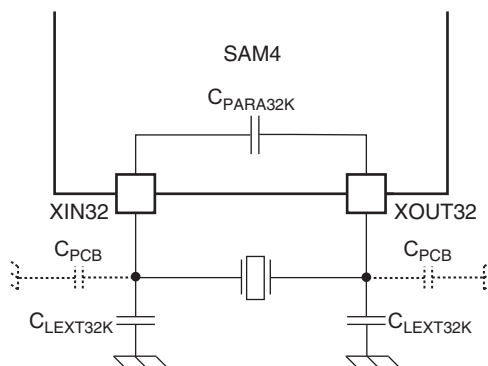 SAM4
CPARA32K
XIN32 XOUT32
CPCB CPCB
CLEXT32K CLEXT32K